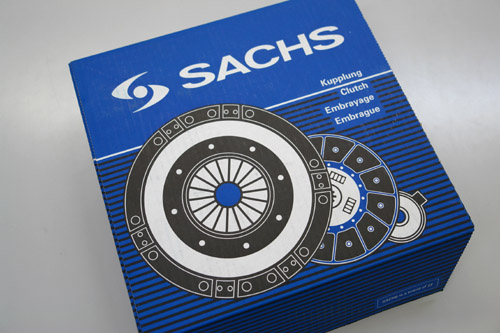 SACHS
Kupplung
Clutch
Embrayage
Embrague